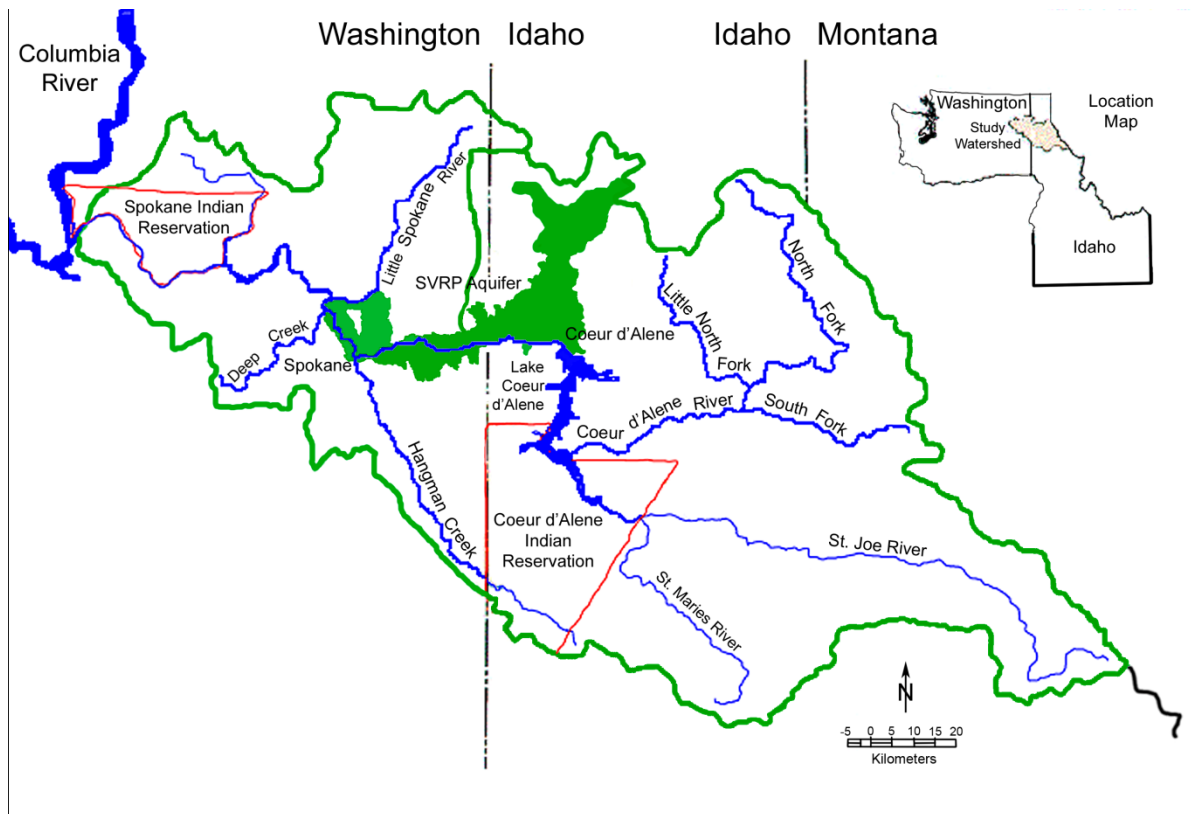 Washington
Idaho
Idaho
Montana
Columbia
River
Washington
Study
Watershed
Location
Map
Idaho
Spokane Indian
Reservation
Little Spokane River
SVRP Aquifer
North Fork
Little North Fork
Coeur d'Alene
Deep Creek
Spokane
Lake
Coeur
d'Alene
Coeur d'Alene River
South Fork
Hangman Creek
Coeur d'Alene
Indian
Reservation
St. Joe River
St. Maries River
N
-5 0 5 10 15 20
Kilometers